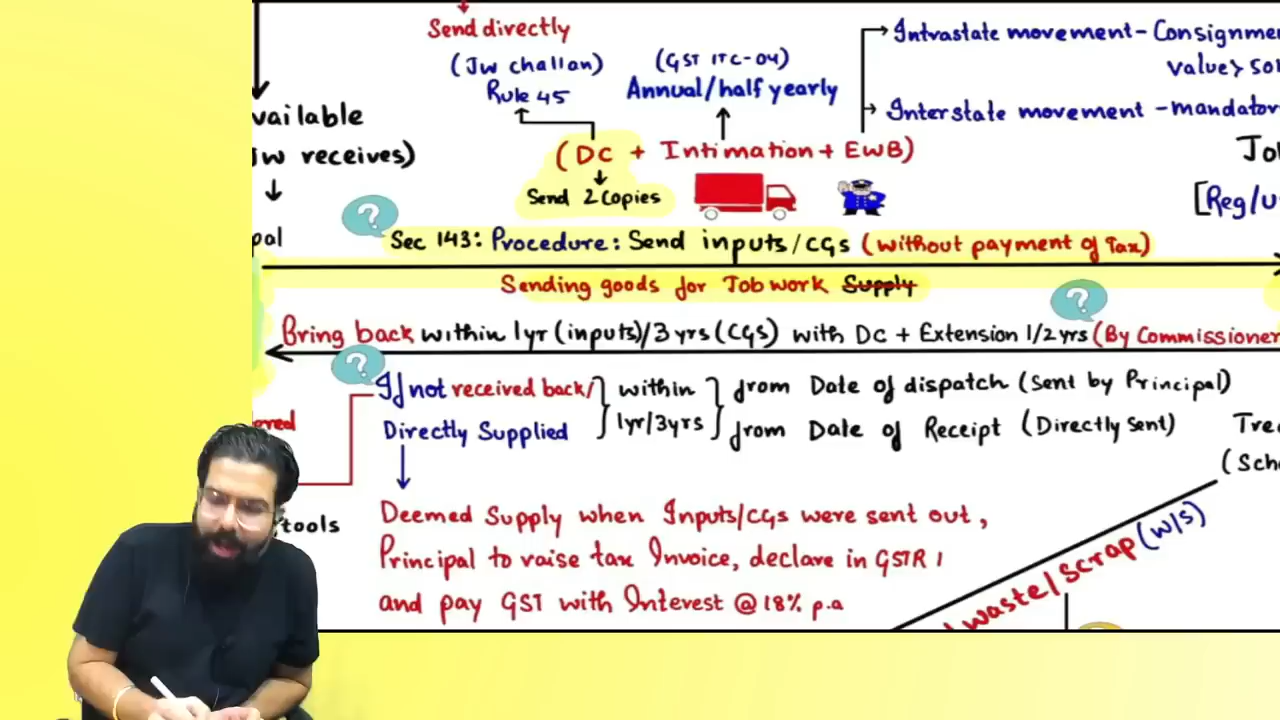 Send directly
(Jw challan)
Rule 45
(GST ITC-04)
Annual/half yearly
Intrastate movement - Consignme
value > 50
Interstate movement - mandator
vailable
Jw receives)
(DC + Intimation + EWB)
Send 2 Copies
Jo
[Reg/u
?
pal
Sec 143: Procedure: Send inputs/CGs (without payment of Tax)
Sending goods for Job work Supply
?
Bring back within 1yr (inputs)/3 yrs (CGs) with DC + Extension 1/2 yrs (By Commissioner
?
If not received back/ } within } from Date of dispatch (Sent by Principal)
Directly Supplied } 1yr/3yrs } from Date of Receipt (Directly sent)
ered
Tre
(Sch
tools
Deemed Supply when Inputs/CGs were sent out,
Principal to raise tax Invoice, declare in GSTR 1
and pay GST with Interest @ 18% p.a
waste/scrap (w/s)